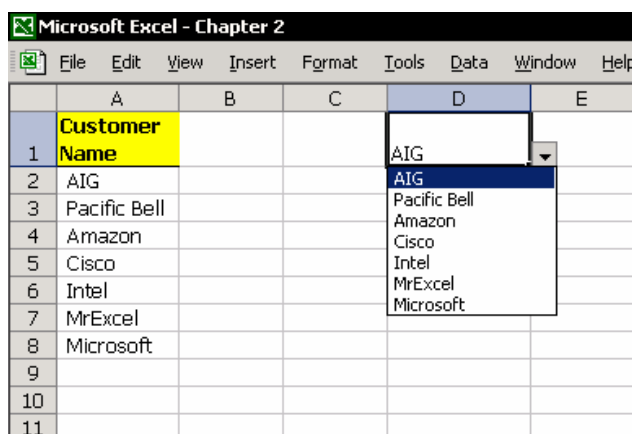 Microsoft Excel - Chapter 2
File Edit View Insert Format Tools Data Window Help
A B C D E
Customer
1 Name AIG
2 AIG AIG
3 Pacific Bell Pacific Bell
4 Amazon Amazon
5 Cisco Cisco
6 Intel Intel
7 MrExcel MrExcel
8 Microsoft Microsoft
9
10
11